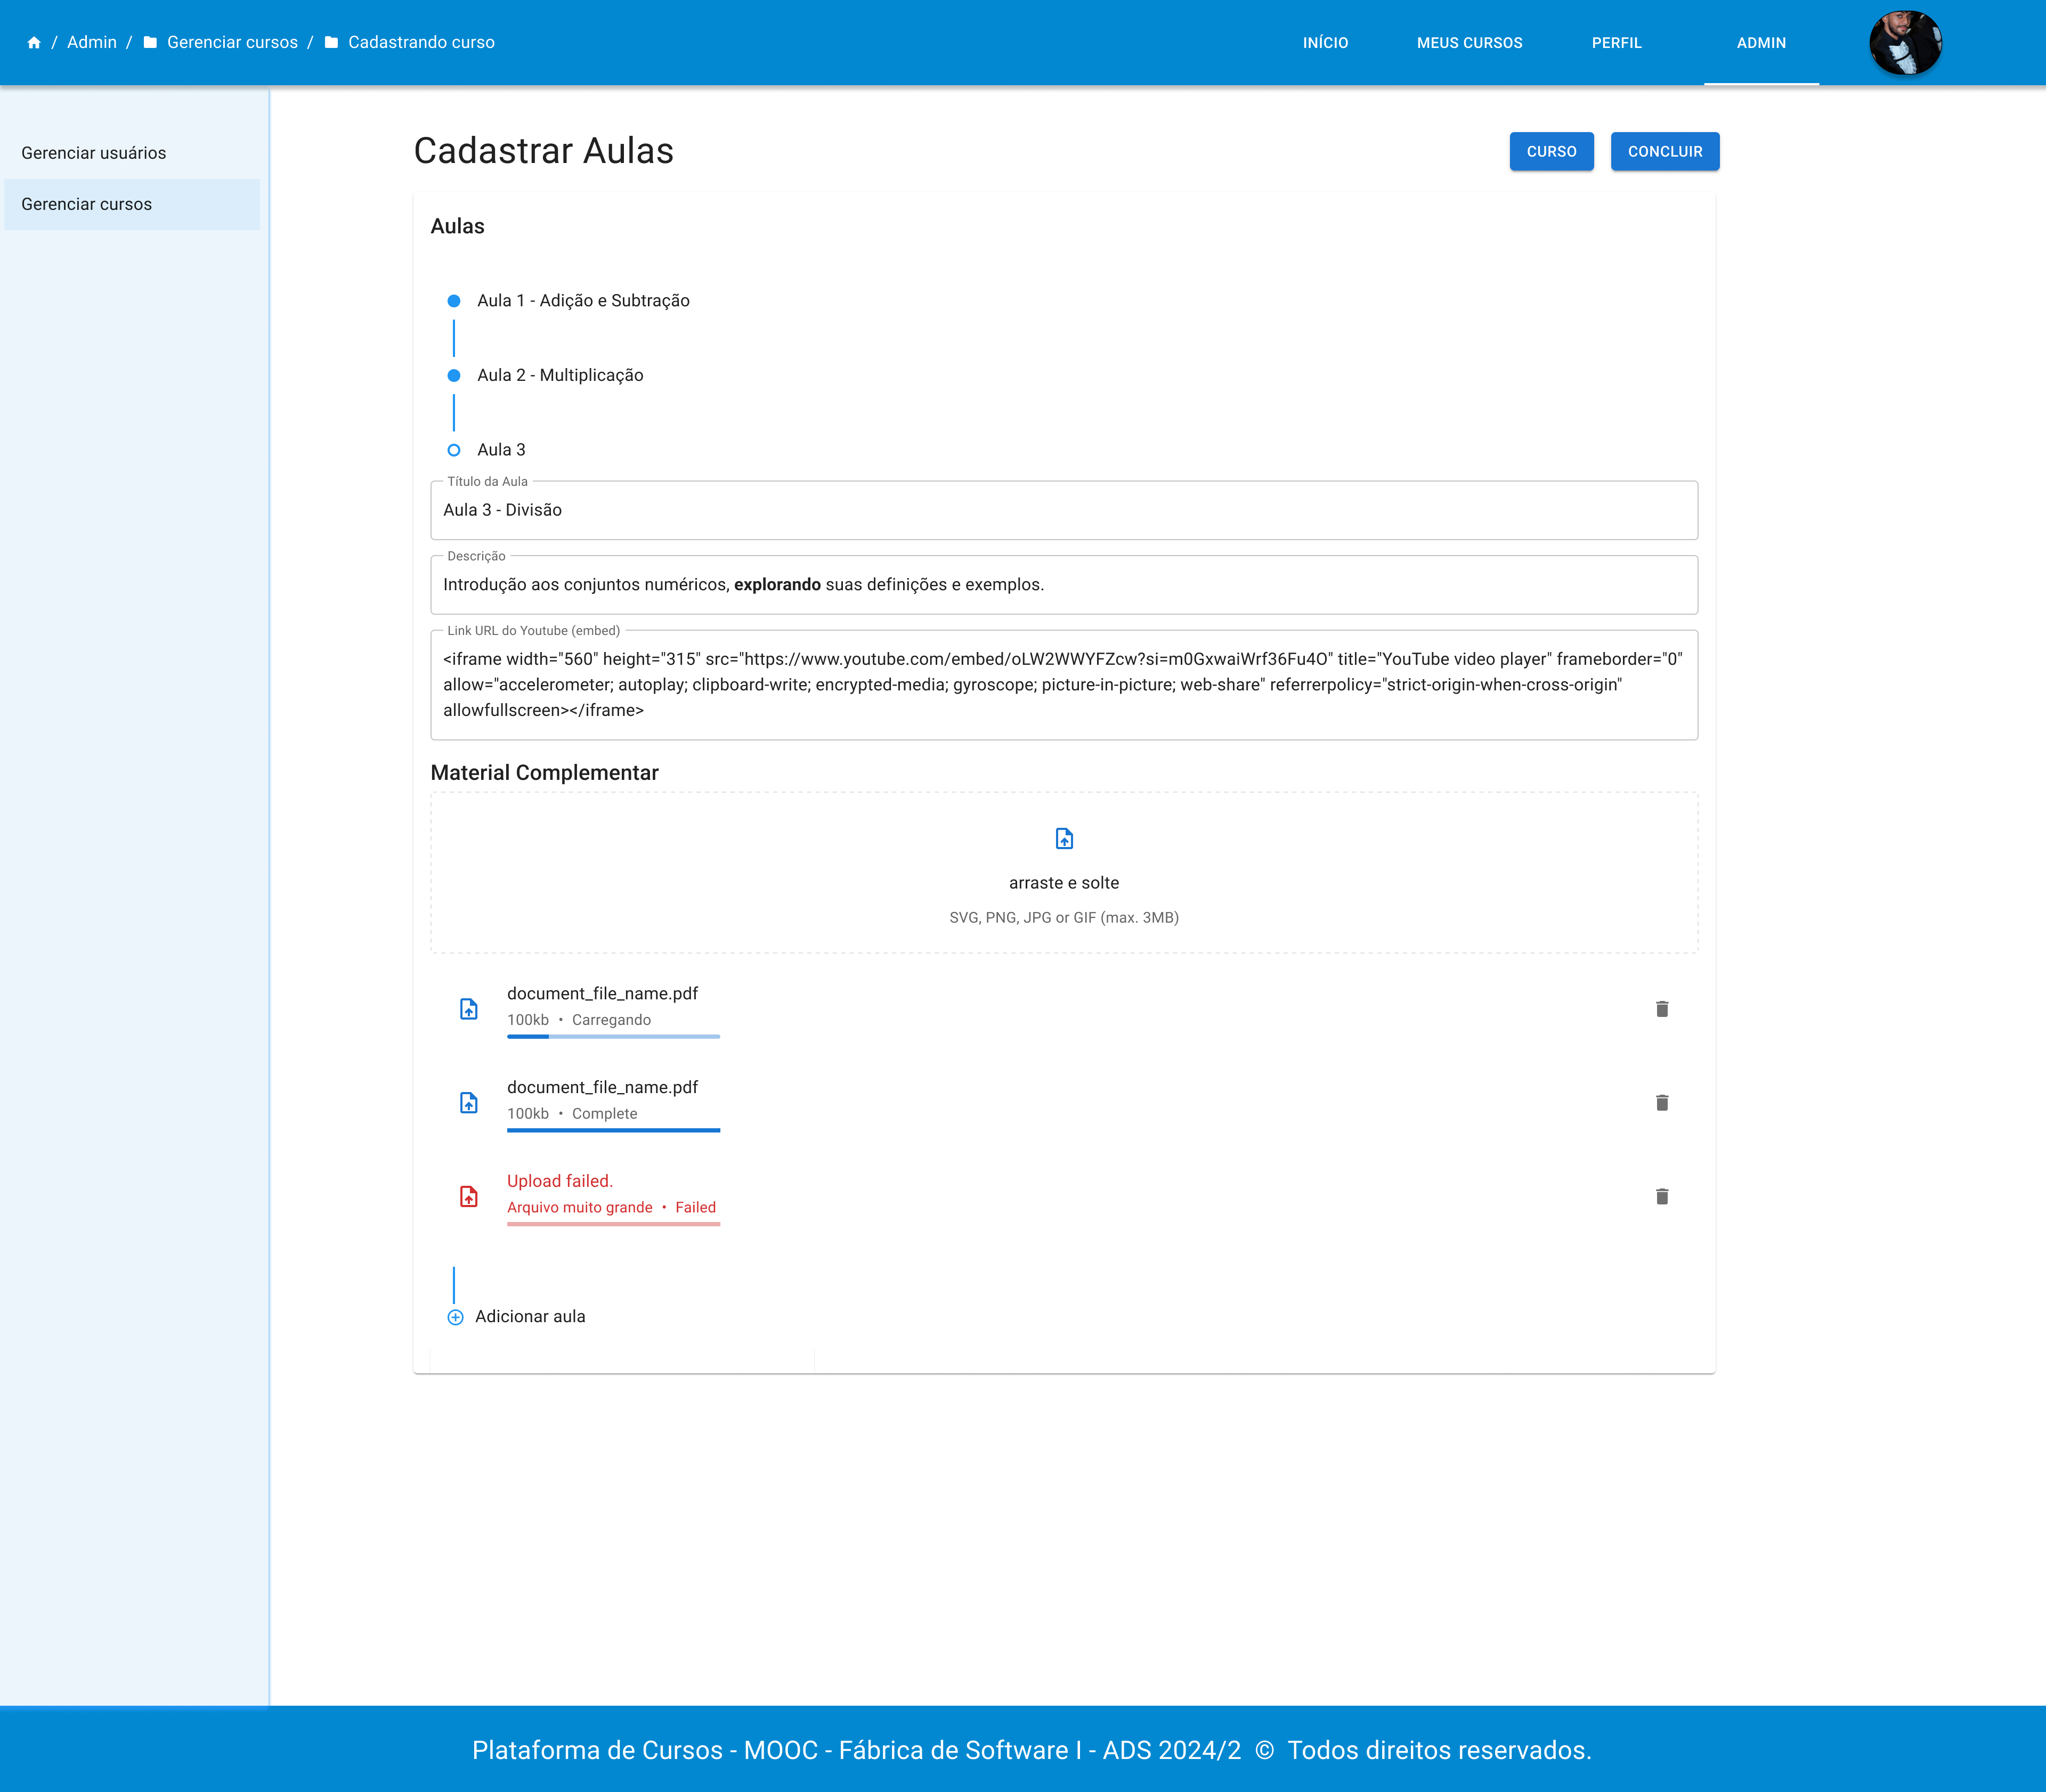 / Admin / Gerenciar cursos / Cadastrando curso
INÍCIO
MEUS CURSOS
PERFIL
ADMIN
Gerenciar usuários
Gerenciar cursos
Cadastrar Aulas
CURSO
CONCLUIR
Aulas
Aula 1 - Adição e Subtração
Aula 2 - Multiplicação
Aula 3
Título da Aula
Aula 3 - Divisão
Descrição
Introdução aos conjuntos numéricos, explorando suas definições e exemplos.
Link URL do Youtube (embed)
<iframe width="560" height="315" src="https://www.youtube.com/embed/oLW2WWYFZcw?si=m0GxwaiWrf36Fu4O" title="YouTube video player" frameborder="0"
allow="accelerometer; autoplay; clipboard-write; encrypted-media; gyroscope; picture-in-picture; web-share" referrerpolicy="strict-origin-when-cross-origin"
allowfullscreen></iframe>
Material Complementar
arraste e solte
SVG, PNG, JPG or GIF (max. 3MB)
document_file_name.pdf
100kb • Carregando
document_file_name.pdf
100kb • Complete
Upload failed.
Arquivo muito grande • Failed
Adicionar aula
Plataforma de Cursos - MOOC - Fábrica de Software I - ADS 2024/2 © Todos direitos reservados.